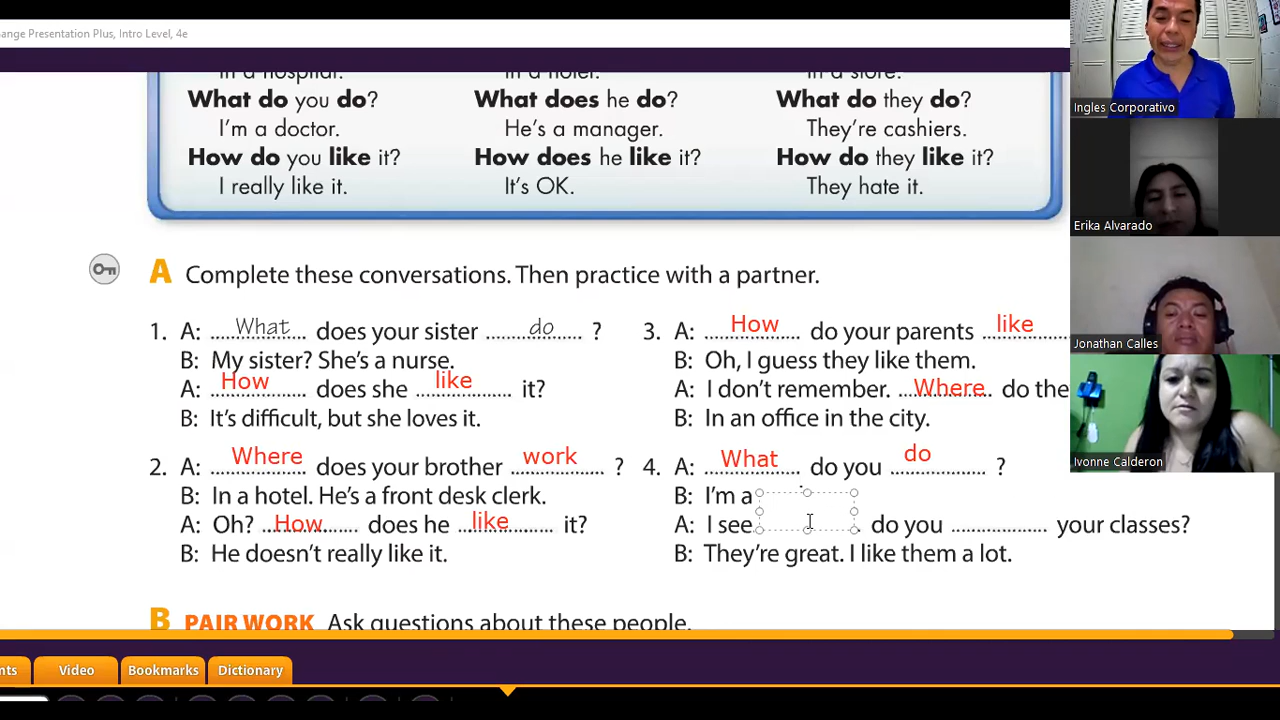 ange Presentation Plus, Intro Level, 4e
In a hospital. In a hotel. In a store.
What do you do? What does he do? What do they do?
I'm a doctor. He's a manager. They're cashiers.
How do you like it? How does he like it? How do they like it?
I really like it. It's OK. They hate it.
A Complete these conversations. Then practice with a partner.
1. A: What does your sister do ?
B: My sister? She's a nurse.
A: How does she like it?
B: It's difficult, but she loves it.
2. A: Where does your brother work ?
B: In a hotel. He's a front desk clerk.
A: Oh? How does he like it?
B: He doesn't really like it.
3. A: How do your parents like
B: Oh, I guess they like them.
A: I don't remember. Where do the
B: In an office in the city.
4. A: What do you do ?
B: I'm a
A: I see. do you your classes?
B: They're great. I like them a lot.
B PAIR WORK Ask questions about these people.
nts Video Bookmarks Dictionary
Ingles Corporativo
Erika Alvarado
Jonathan Calles
Ivonne Calderon